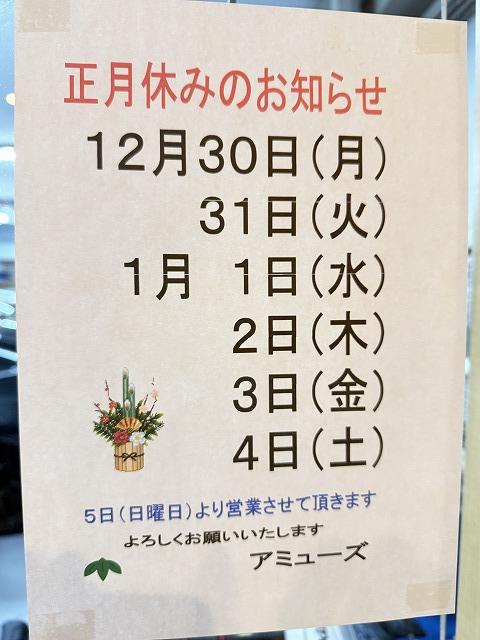 正月休みのお知らせ
12月30日(月)
31日(火)
1月 1日(水)
2日(木)
3日(金)
4日(土)
5日(日曜日)より営業させて頂きます
よろしくお願いいたします
アミューズ